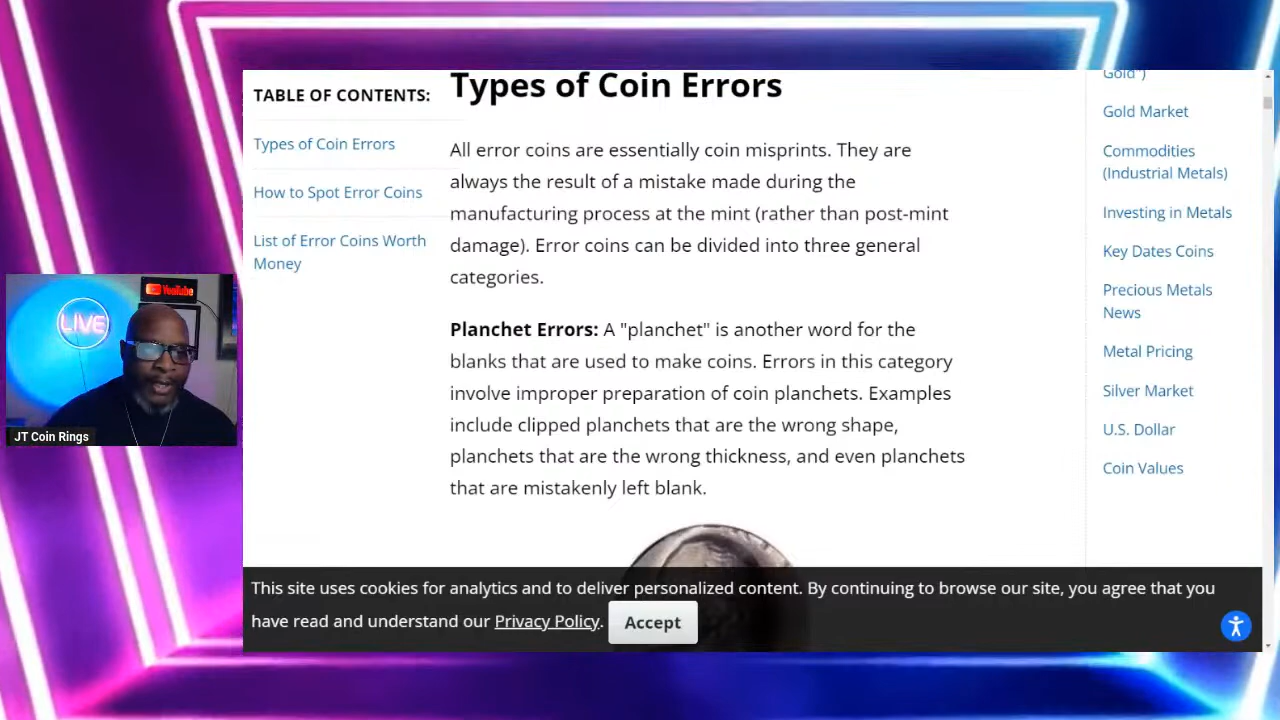 Types of Coin Errors
TABLE OF CONTENTS:
Types of Coin Errors
How to Spot Error Coins
List of Error Coins Worth
Money
All error coins are essentially coin misprints. They are
always the result of a mistake made during the
manufacturing process at the mint (rather than post-mint
damage). Error coins can be divided into three general
categories.
Planchet Errors: A "planchet" is another word for the
blanks that are used to make coins. Errors in this category
involve improper preparation of coin planchets. Examples
include clipped planchets that are the wrong shape,
planchets that are the wrong thickness, and even planchets
that are mistakenly left blank.
Gold")
Gold Market
Commodities
(Industrial Metals)
Investing in Metals
Key Dates Coins
Precious Metals
News
Metal Pricing
Silver Market
U.S. Dollar
Coin Values
YouTube
LIVE
JT Coin Rings
This site uses cookies for analytics and to deliver personalized content. By continuing to browse our site, you agree that you
have read and understand our Privacy Policy. Accept